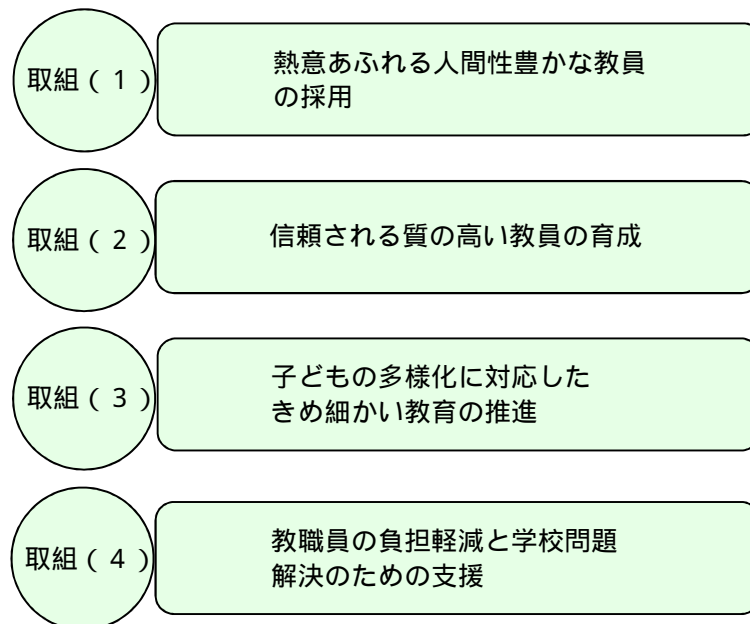 取組(1)
熱意あふれる人間性豊かな教員
の採用
取組(2)
信頼される質の高い教員の育成
取組(3)
子どもの多様化に対応した
きめ細かい教育の推進
取組(4)
教職員の負担軽減と学校問題
解決のための支援